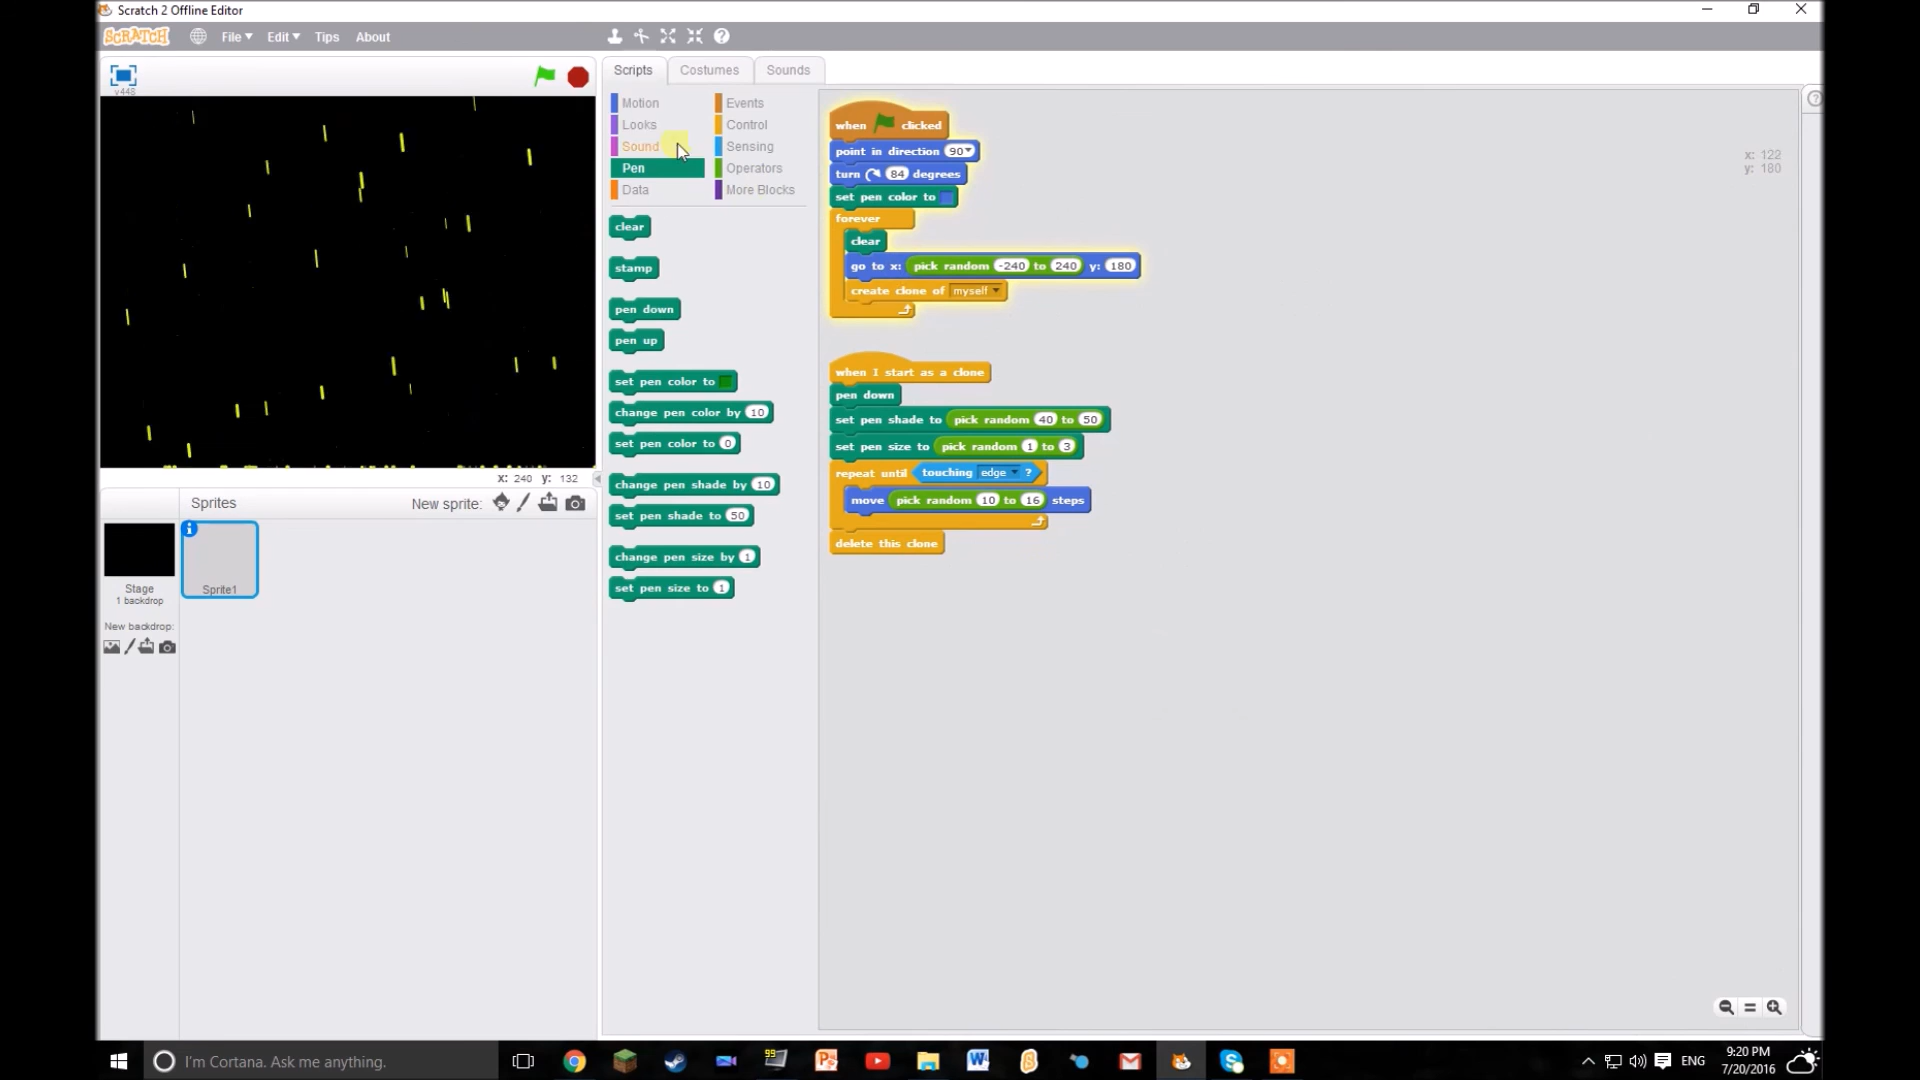 Scratch 2 Offline Editor
SCRATCH File Edit Tips About
v448
Scripts Costumes Sounds
Motion Events
Looks Control
Sound Sensing
Pen Operators
Data More Blocks
clear
stamp
pen down
pen up
set pen color to
change pen color by 10
set pen color to 0
change pen shade by 10
set pen shade to 50
change pen size by 1
set pen size to 1
when clicked
point in direction 90
turn 84 degrees
set pen color to
forever
clear
go to x: pick random -240 to 240 y: 180
create clone of myself
when I start as a clone
pen down
set pen shade to pick random 40 to 50
set pen size to pick random 1 to 3
repeat until touching edge ?
move pick random 10 to 16 steps
delete this clone
x: 122
y: 180
x: 240 y: 132
Sprites New sprite:
Stage
1 backdrop
Sprite1
New backdrop:
I'm Cortana. Ask me anything.
99
ENG
9:20 PM
7/20/2016